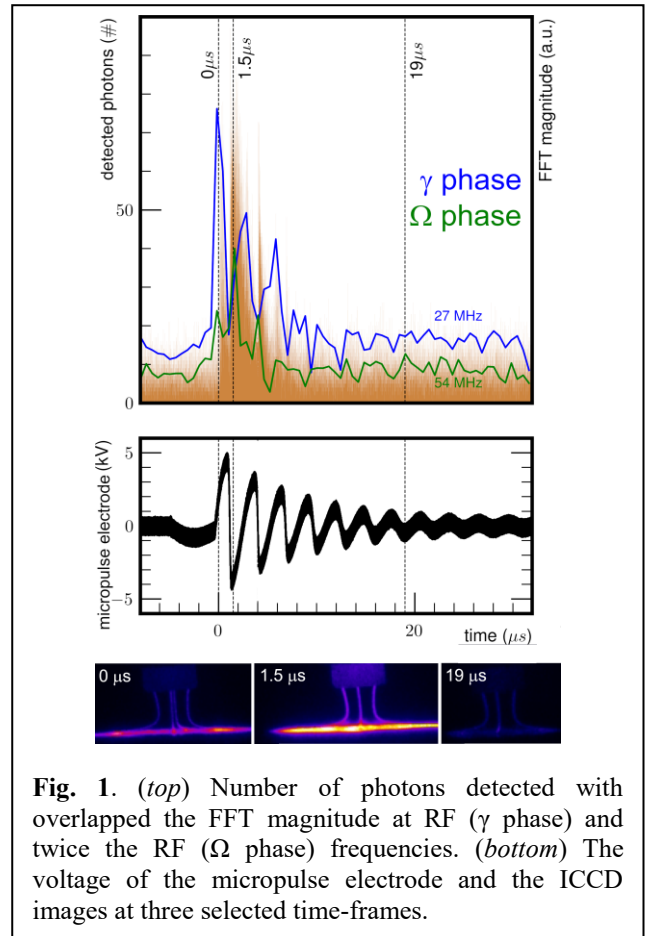 detected photons (#)
FFT magnitude (a.u.)
0μs
1.5μs
19μs
γ phase
Ω phase
50
27 MHz
54 MHz
0
micropulse electrode (kV)
5
0
−5
0
20
time (μs)
0 μs
1.5 μs
19 μs
Fig. 1. (top) Number of photons detected with
overlapped the FFT magnitude at RF (γ phase) and
twice the RF (Ω phase) frequencies. (bottom) The
voltage of the micropulse electrode and the ICCD
images at three selected time-frames.